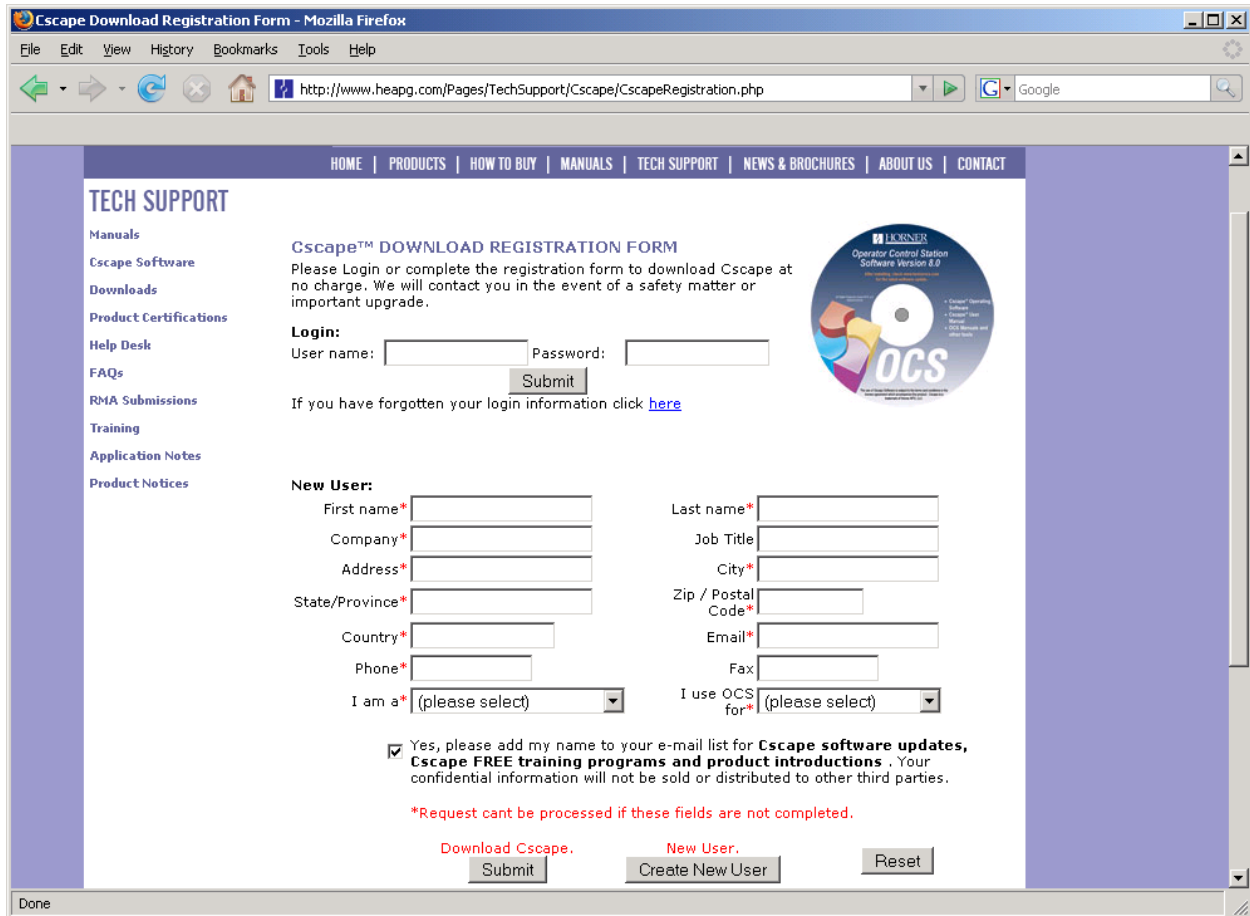 Cscape Download Registration Form - Mozilla Firefox
File Edit View History Bookmarks Tools Help
http://www.heapg.com/Pages/TechSupport/Cscape/CscapeRegistration.php
G Google
HOME | PRODUCTS | HOW TO BUY | MANUALS | TECH SUPPORT | NEWS & BROCHURES | ABOUT US | CONTACT
TECH SUPPORT
Manuals
Cscape Software
Downloads
Product Certifications
Help Desk
FAQs
RMA Submissions
Training
Application Notes
Product Notices
Cscape™ DOWNLOAD REGISTRATION FORM
Please Login or complete the registration form to download Cscape at
no charge. We will contact you in the event of a safety matter or
important upgrade.
HORNER
Operator Control Station
Software Version 8.0
OCS
Login:
User name: Password:
Submit
If you have forgotten your login information click here
New User:
First name* Last name*
Company* Job Title
Address* City*
State/Province* Zip / Postal
Code*
Country* Email*
Phone* Fax
I am a* (please select) I use OCS
for* (please select)
Yes, please add my name to your e-mail list for Cscape software updates,
Cscape FREE training programs and product introductions . Your
confidential information will not be sold or distributed to other third parties.
*Request cant be processed if these fields are not completed.
Download Cscape. New User.
Submit Create New User Reset
Done